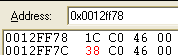 Address: 0x0012ff78
0012FF78 1C C0 46 00
0012FF7C 38 C0 46 00